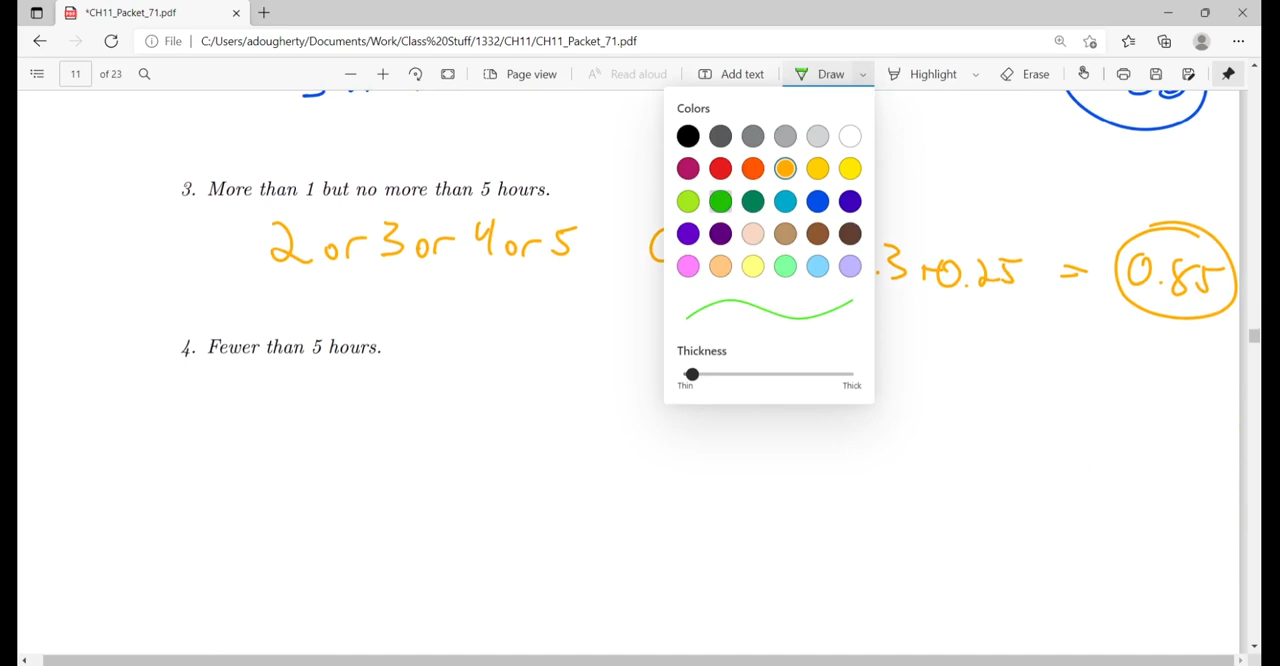 *CH11_Packet_71.pdf
File C:/Users/adougherty/Documents/Work/Class%20Stuff/1332/CH11/CH11_Packet_71.pdf
11 of 23 Page view Read aloud Add text Draw Highlight Erase
Colors
3. More than 1 but no more than 5 hours.
2 or 3 or 4 or 5 .3+0.25 = 0.85
4. Fewer than 5 hours.
Thickness
Thin Thick